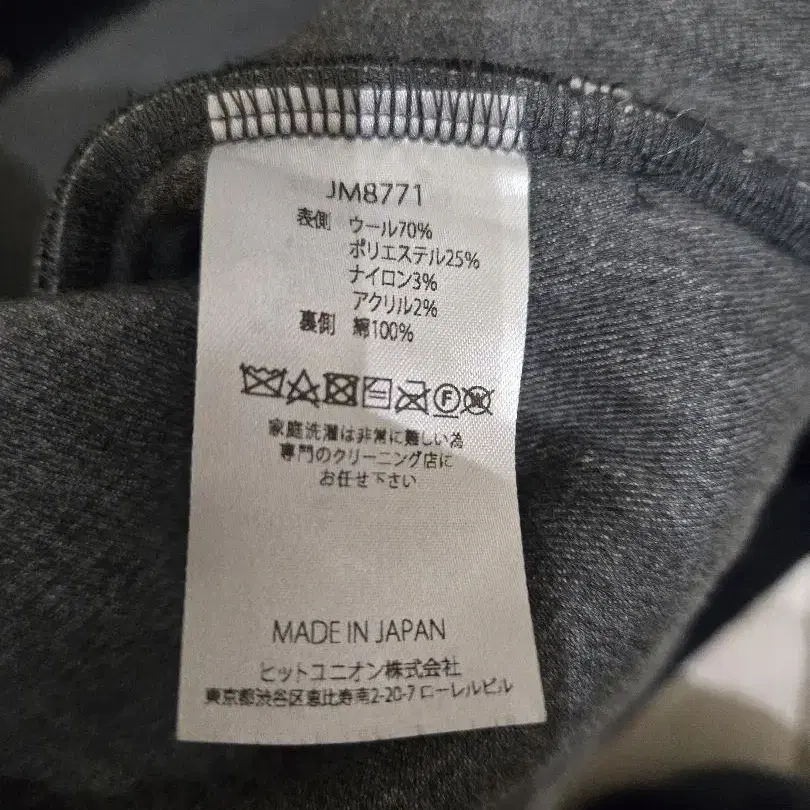 JM8771
表側 ウール70%
ポリエステル25%
ナイロン3%
アクリル2%
裏側 綿100%
F W
家庭洗濯は非常に難しい為
専門のクリーニング店に
お任せ下さい
MADE IN JAPAN
ヒットユニオン株式会社
東京都渋谷区恵比寿南2-20-7 ローレルビル